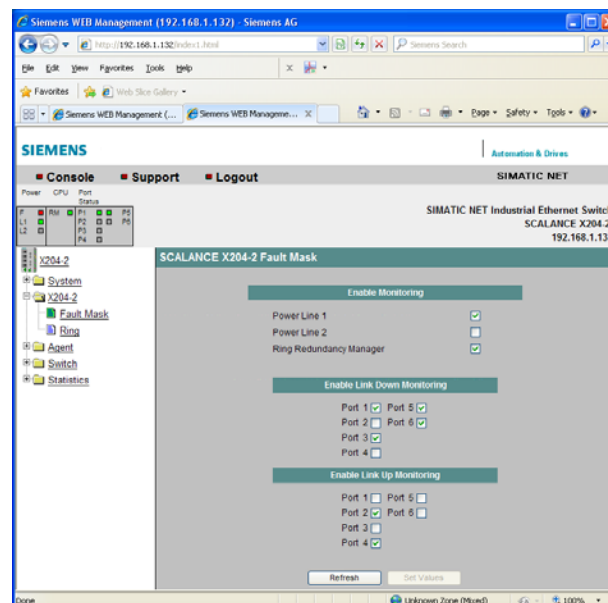 Siemens WEB Management (192.168.1.132) - Siemens AG
http://192.168.1.132/index1.html
Siemens Search
File Edit View Favorites Tools Help
Favorites Web Slice Gallery
Siemens WEB Management (... Siemens WEB Manageme... X
Page Safety Tools
SIEMENS
Automation & Drives
Console Support Logout
SIMATIC NET
Power CPU Port Status
F RM P1 P5
L1 P2 P6
L2 P3
P4
SIMATIC NET Industrial Ethernet Switc
SCALANCE X204-2
192.168.1.13
X204-2
System
X204-2
Fault Mask
Ring
Agent
Switch
Statistics
SCALANCE X204-2 Fault Mask
Enable Monitoring
Power Line 1
Power Line 2
Ring Redundancy Manager
Enable Link Down Monitoring
Port 1 Port 5
Port 2 Port 6
Port 3
Port 4
Enable Link Up Monitoring
Port 1 Port 5
Port 2 Port 6
Port 3
Port 4
Refresh Set Values
Done
Unknown Zone (Mixed)
100%